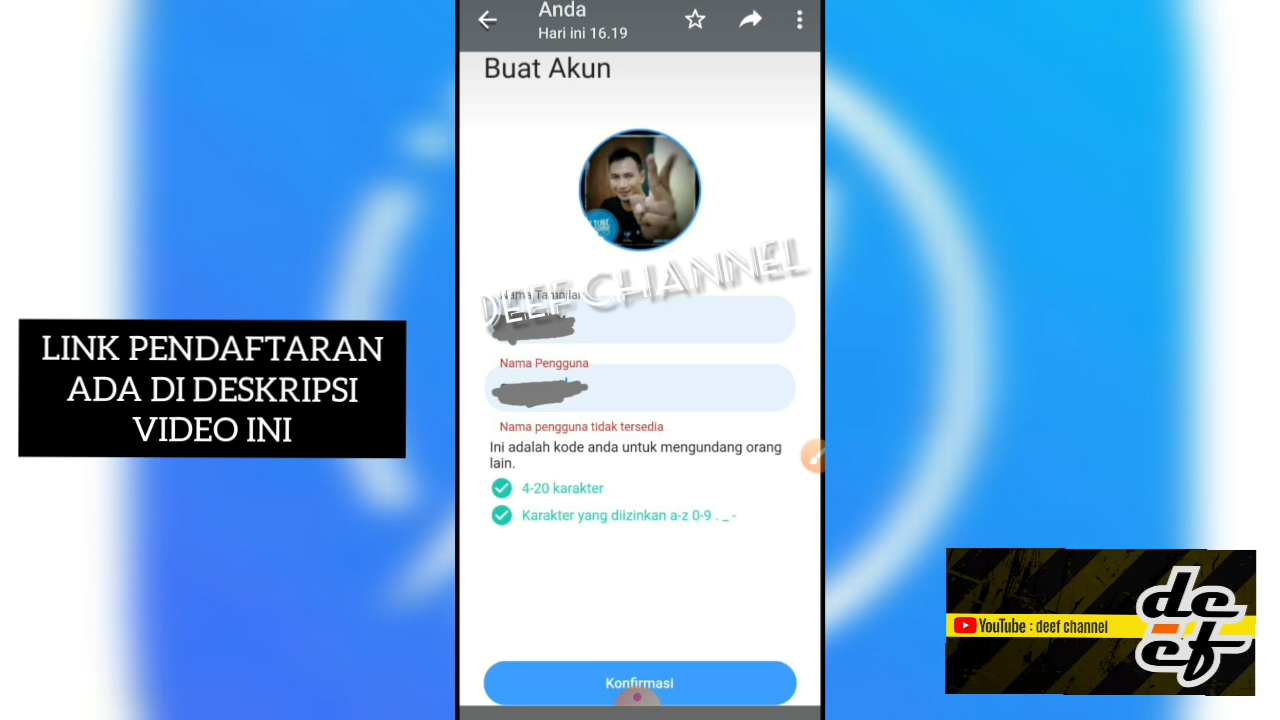 Anda
Hari ini 16.19
Buat Akun
DEEF CHANNEL
Nama Tampilan
Nama Pengguna
Nama pengguna tidak tersedia
Ini adalah kode anda untuk mengundang orang
lain.
4-20 karakter
Karakter yang diizinkan a-z 0-9 . _ -
Konfirmasi
LINK PENDAFTARAN
ADA DI DESKRIPSI
VIDEO INI
YouTube : deef channel
deef